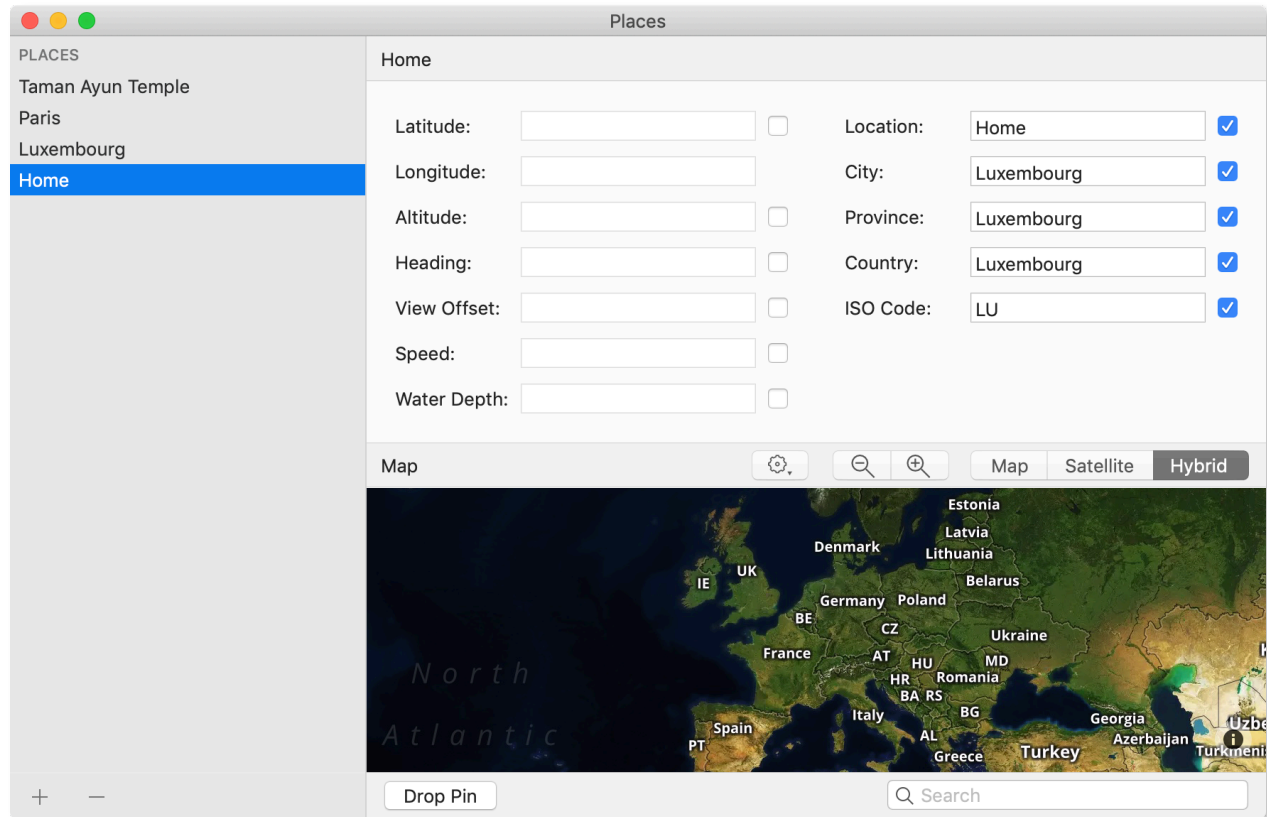 Places
PLACES
Taman Ayun Temple
Paris
Luxembourg
Home
Home
Latitude:
Longitude:
Altitude:
Heading:
View Offset:
Speed:
Water Depth:
Location: Home
City: Luxembourg
Province: Luxembourg
Country: Luxembourg
ISO Code: LU
Map
Map Satellite Hybrid
Estonia
Latvia
Denmark
Lithuania
UK
IE
Belarus
Germany
Poland
BE
CZ
Ukraine
France
AT
HU
MD
HR
Romania
BA RS
North
Atlantic
Italy
BG
Georgia
Spain
PT
AL
Azerbaijan
Greece
Turkey
i
Drop Pin
Search